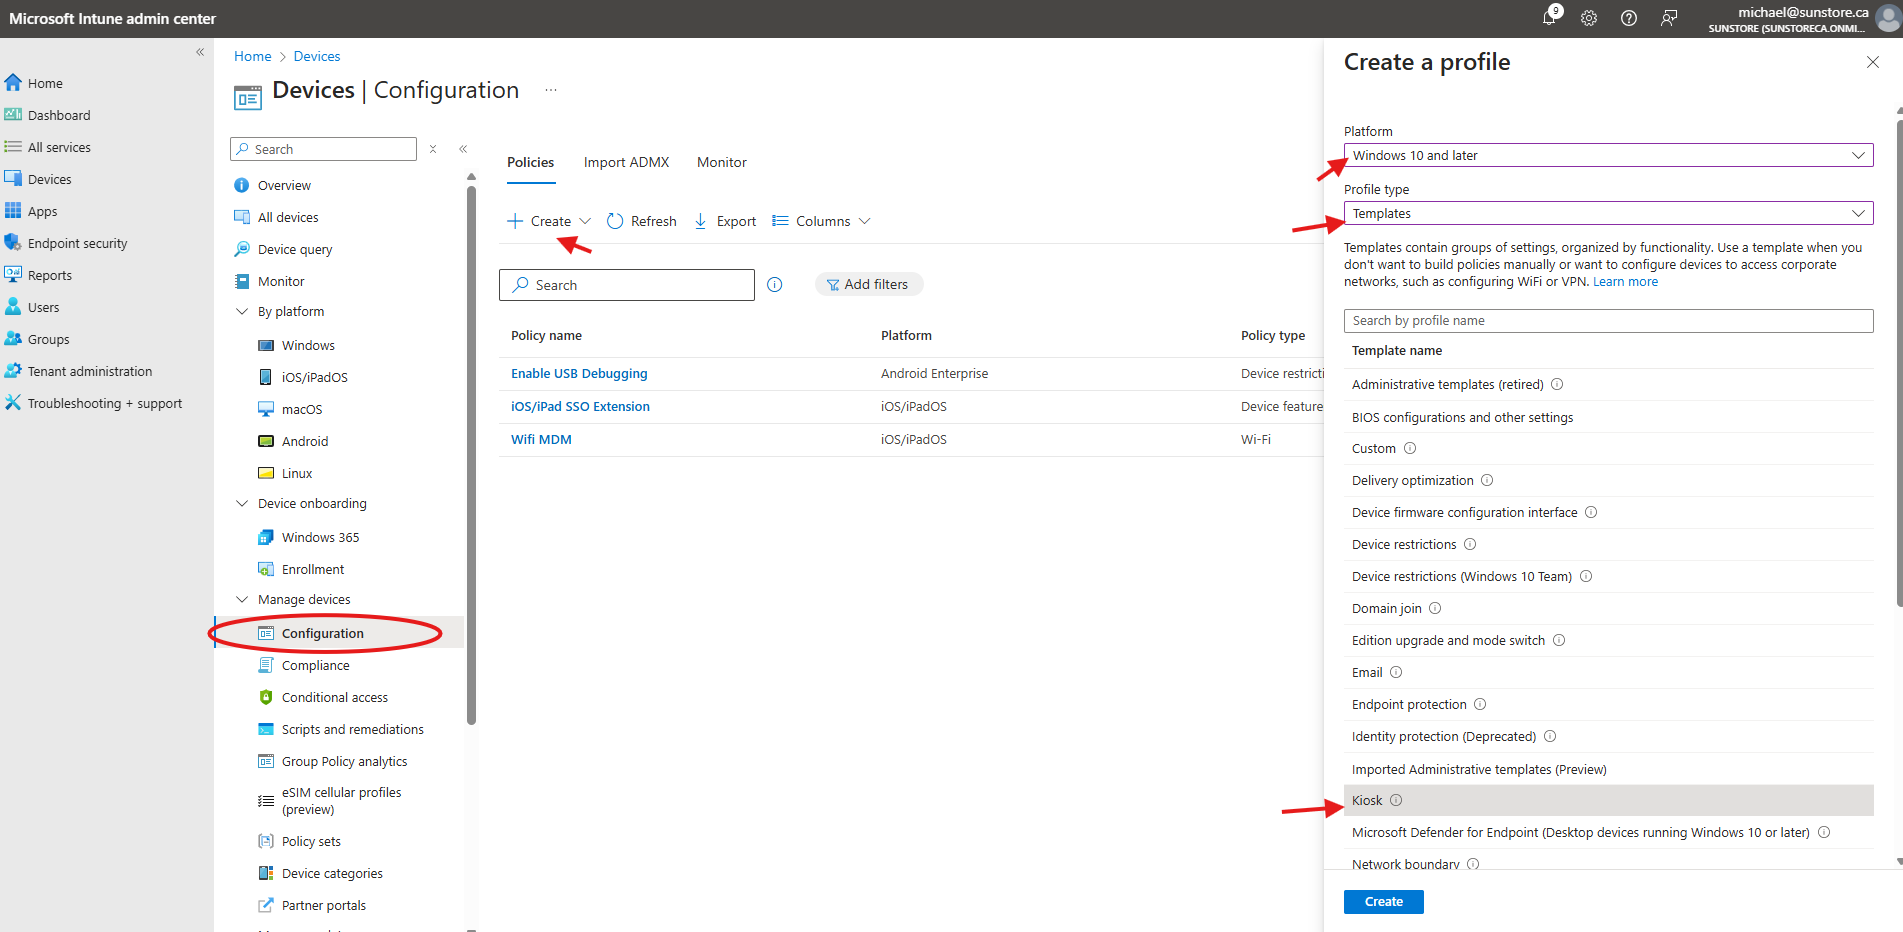 Microsoft Intune admin center
9
michael@sunstore.ca
SUNSTORE (SUNSTORECA.ONMI...
Home
Dashboard
All services
Devices
Apps
Endpoint security
Reports
Users
Groups
Tenant administration
Troubleshooting + support
Home > Devices
Devices | Configuration ...
Search
Overview
All devices
Device query
Monitor
By platform
Windows
iOS/iPadOS
macOS
Android
Linux
Device onboarding
Windows 365
Enrollment
Manage devices
Configuration
Compliance
Conditional access
Scripts and remediations
Group Policy analytics
eSIM cellular profiles
(preview)
Policy sets
Device categories
Partner portals
Policies Import ADMX Monitor
Create Refresh Export Columns
Search Add filters
Policy name Platform Policy type
Enable USB Debugging Android Enterprise Device restricti
iOS/iPad SSO Extension iOS/iPadOS Device feature
Wifi MDM iOS/iPadOS Wi-Fi
Create a profile
Platform
Windows 10 and later
Profile type
Templates
Templates contain groups of settings, organized by functionality. Use a template when you
don't want to build policies manually or want to configure devices to access corporate
networks, such as configuring WiFi or VPN. Learn more
Search by profile name
Template name
Administrative templates (retired)
BIOS configurations and other settings
Custom
Delivery optimization
Device firmware configuration interface
Device restrictions
Device restrictions (Windows 10 Team)
Domain join
Edition upgrade and mode switch
Email
Endpoint protection
Identity protection (Deprecated)
Imported Administrative templates (Preview)
Kiosk
Microsoft Defender for Endpoint (Desktop devices running Windows 10 or later)
Network boundary
Create